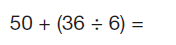 50 + (36 ÷ 6) =